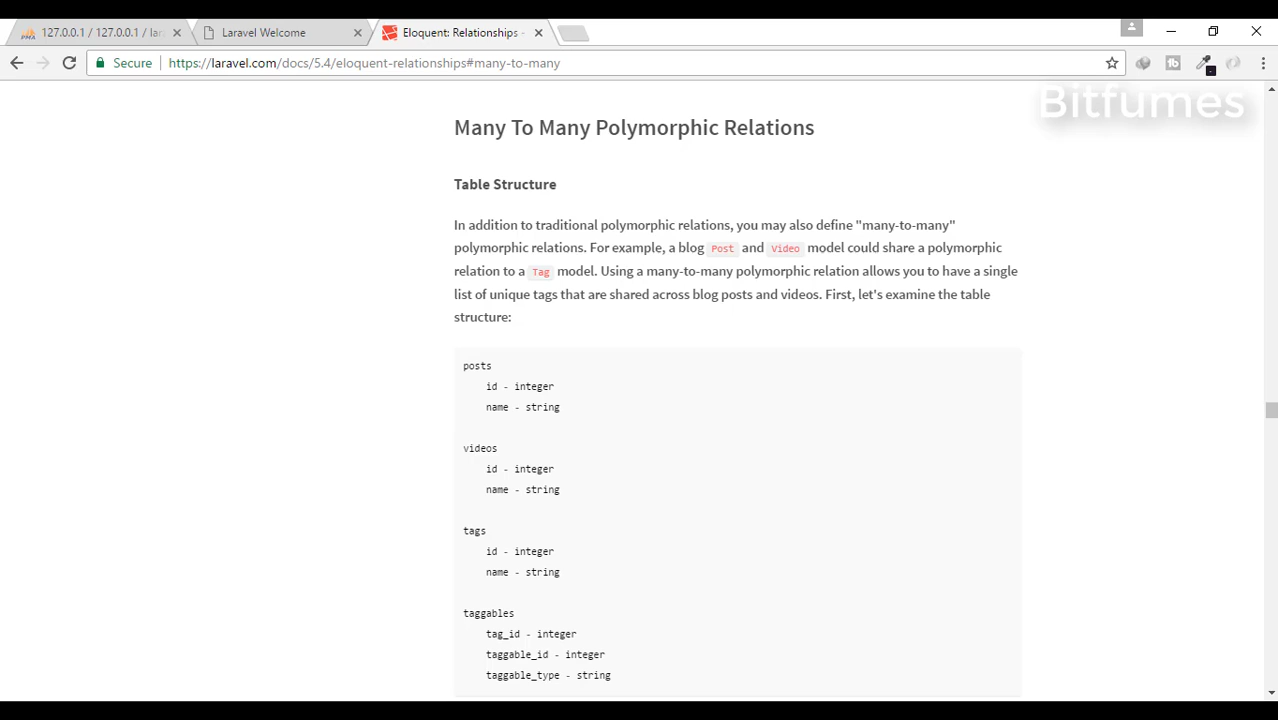 127.0.0.1 / 127.0.0.1 / lar
Laravel Welcome
Eloquent: Relationships -
Secure
https://laravel.com/docs/5.4/eloquent-relationships#many-to-many
Bitfumes
Many To Many Polymorphic Relations
Table Structure
In addition to traditional polymorphic relations, you may also define "many-to-many"
polymorphic relations. For example, a blog Post and Video model could share a polymorphic
relation to a Tag model. Using a many-to-many polymorphic relation allows you to have a single
list of unique tags that are shared across blog posts and videos. First, let's examine the table
structure:
posts
id - integer
name - string
videos
id - integer
name - string
tags
id - integer
name - string
taggables
tag_id - integer
taggable_id - integer
taggable_type - string